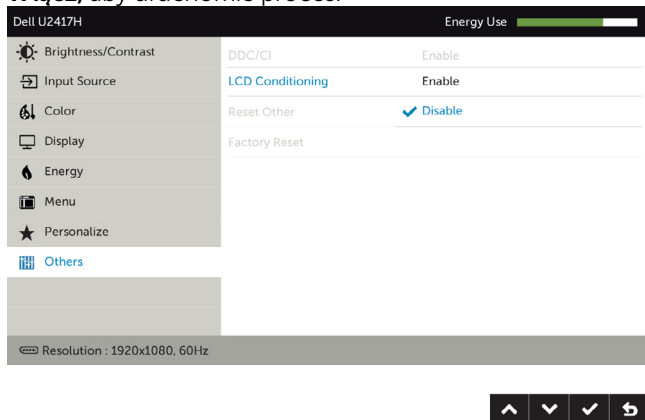 Dell U2417H Energy Use
Brightness/Contrast DDC/CI Enable
Input Source LCD Conditioning Enable
Color Reset Other Disable
Display Factory Reset
Energy
Menu
Personalize
Others
Resolution : 1920x1080, 60Hz